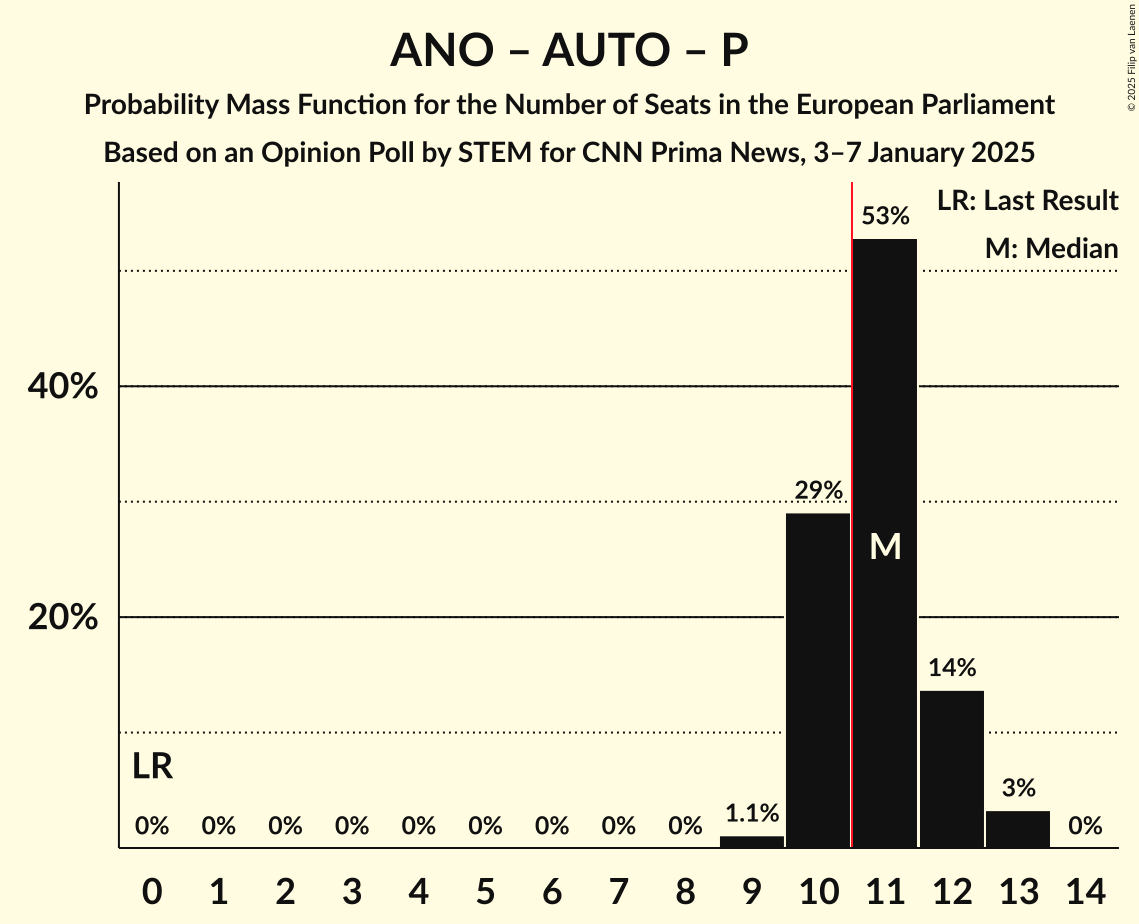 ANO – AUTO – P
Probability Mass Function for the Number of Seats in the European Parliament
Based on an Opinion Poll by STEM for CNN Prima News, 3–7 January 2025
© 2025 Filip van Laenen
LR: Last Result
M: Median
53%
40%
29%
M
20%
14%
LR
3%
1.1%
0% 0% 0% 0% 0% 0% 0% 0% 0% 0%
0 1 2 3 4 5 6 7 8 9 10 11 12 13 14